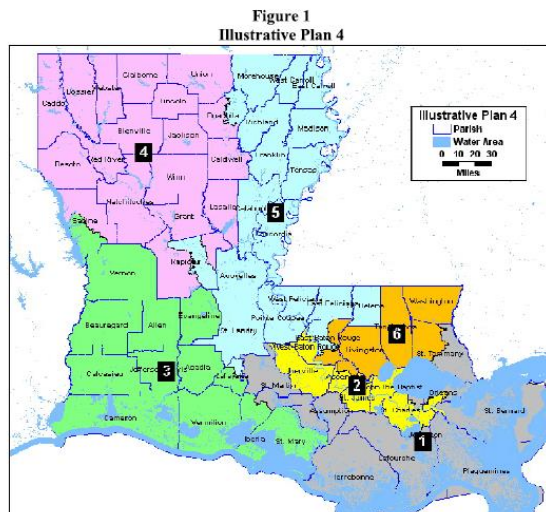 Figure 1
Illustrative Plan 4
Illustrative Plan 4
Parish
Water Area
0 10 20 30
Miles
Claiborne
Union
Morehouse
West Carroll
East Carroll
Bossier
Webster
Caddo
Lincoln
Ouachita
Richland
Madison
Bienville
Jackson
4
Franklin
Tensas
Desoto
Red River
Caldwell
Winn
Natchitoches
Lasalle
Catahoula
5
Grant
Concordia
Sabine
Rapides
Vernon
Avoyelles
Washington
West Feliciana
East Feliciana
St. Helena
Beauregard
Allen
Evangeline
Pointe Coupee
Tangipahoa
6
St. Landry
East Baton Rouge
West Baton Rouge
Livingston
St. Tammany
Calcasieu
3
Acadia
Lafayette
Iberville
St. Martin
2
Orleans
St. James
St. Charles
St. Bernard
Cameron
Vermilion
Assumption
Iberia
St. Mary
1
Lafourche
Plaquemines
Terrebonne